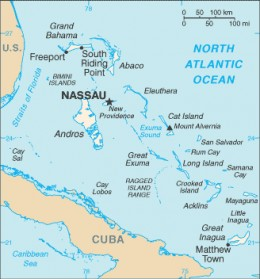 0 50 100 km
0 50 100 mi
Grand
Bahama
U.S.
Freeport
South
Riding
Point
Abaco
NORTH
ATLANTIC
OCEAN
Straits of Florida
BIMINI
ISLANDS
NASSAU
New
Providence
Eleuthera
Andros
Cat Island
Mount Alvernia
Exuma
Sound
San Salvador
Rum Cay
Great
Exuma
Long Island
Samana
Cay
Cay
Sal
Cay
Lobos
RAGGED
ISLAND
RANGE
Crooked
Island
Mayaguana
Acklins
Little
Inagua
Great
Inagua
Matthew
Town
CUBA
Caribbean
Sea